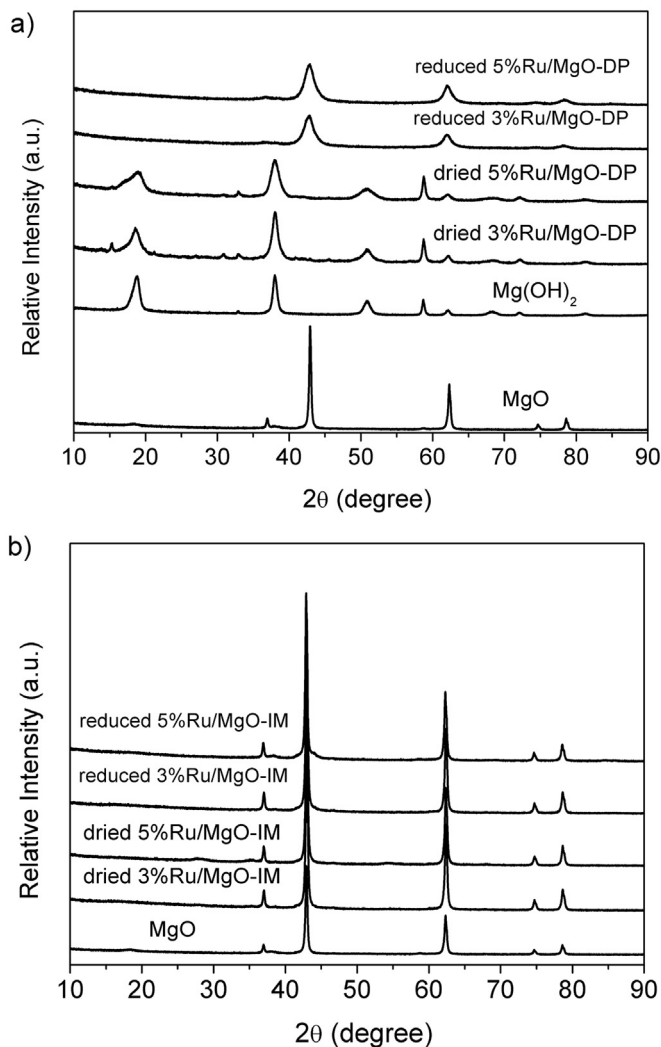 a)
Relative Intensity (a.u.)
reduced 5%Ru/MgO-DP
reduced 3%Ru/MgO-DP
dried 5%Ru/MgO-DP
dried 3%Ru/MgO-DP
Mg(OH)₂
MgO
10 20 30 40 50 60 70 80 90
2θ (degree)
b)
Relative Intensity (a.u.)
reduced 5%Ru/MgO-IM
reduced 3%Ru/MgO-IM
dried 5%Ru/MgO-IM
dried 3%Ru/MgO-IM
MgO
10 20 30 40 50 60 70 80 90
2θ (degree)